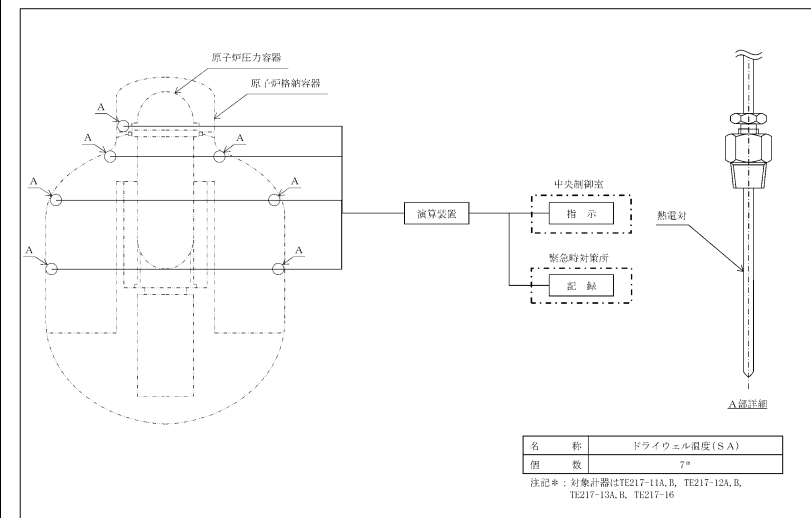 原子炉圧力容器
原子炉格納容器
A
A
A
A
A
A
A
演算装置
中央制御室
指 示
緊急時対策所
記 録
熱電対
A部詳細
名 称 ドライウェル温度(SA)
個 数 7*
注記*:対象計器はTE217-11A,B, TE217-12A,B,
TE217-13A,B, TE217-16